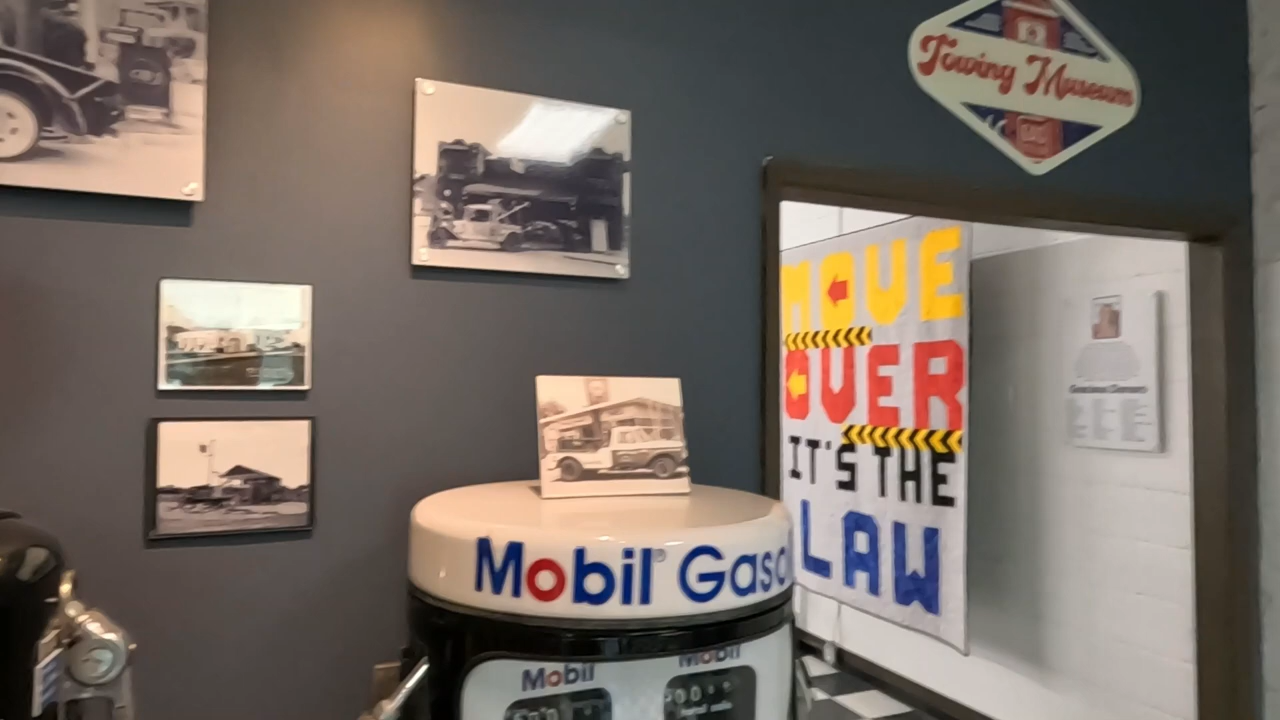 Towing Museum
MOVE
OVER
IT'S THE
LAW
Mobil® Gaso
Mobil
Mobil